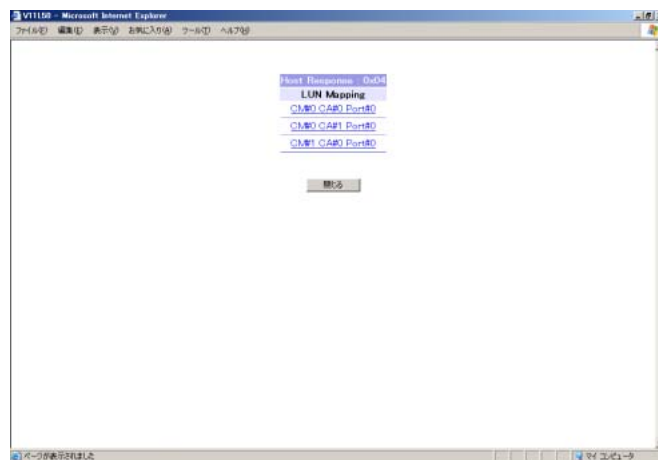 V11L50 - Microsoft Internet Explorer
ファイル(F) 編集(E) 表示(V) お気に入り(A) ツール(T) ヘルプ(H)
Host Response : 0x04
LUN Mapping
CM#0 CA#0 Port#0
CM#0 CA#1 Port#0
CM#1 CA#0 Port#0
閉じる
ページが表示されました
マイ コンピュータ